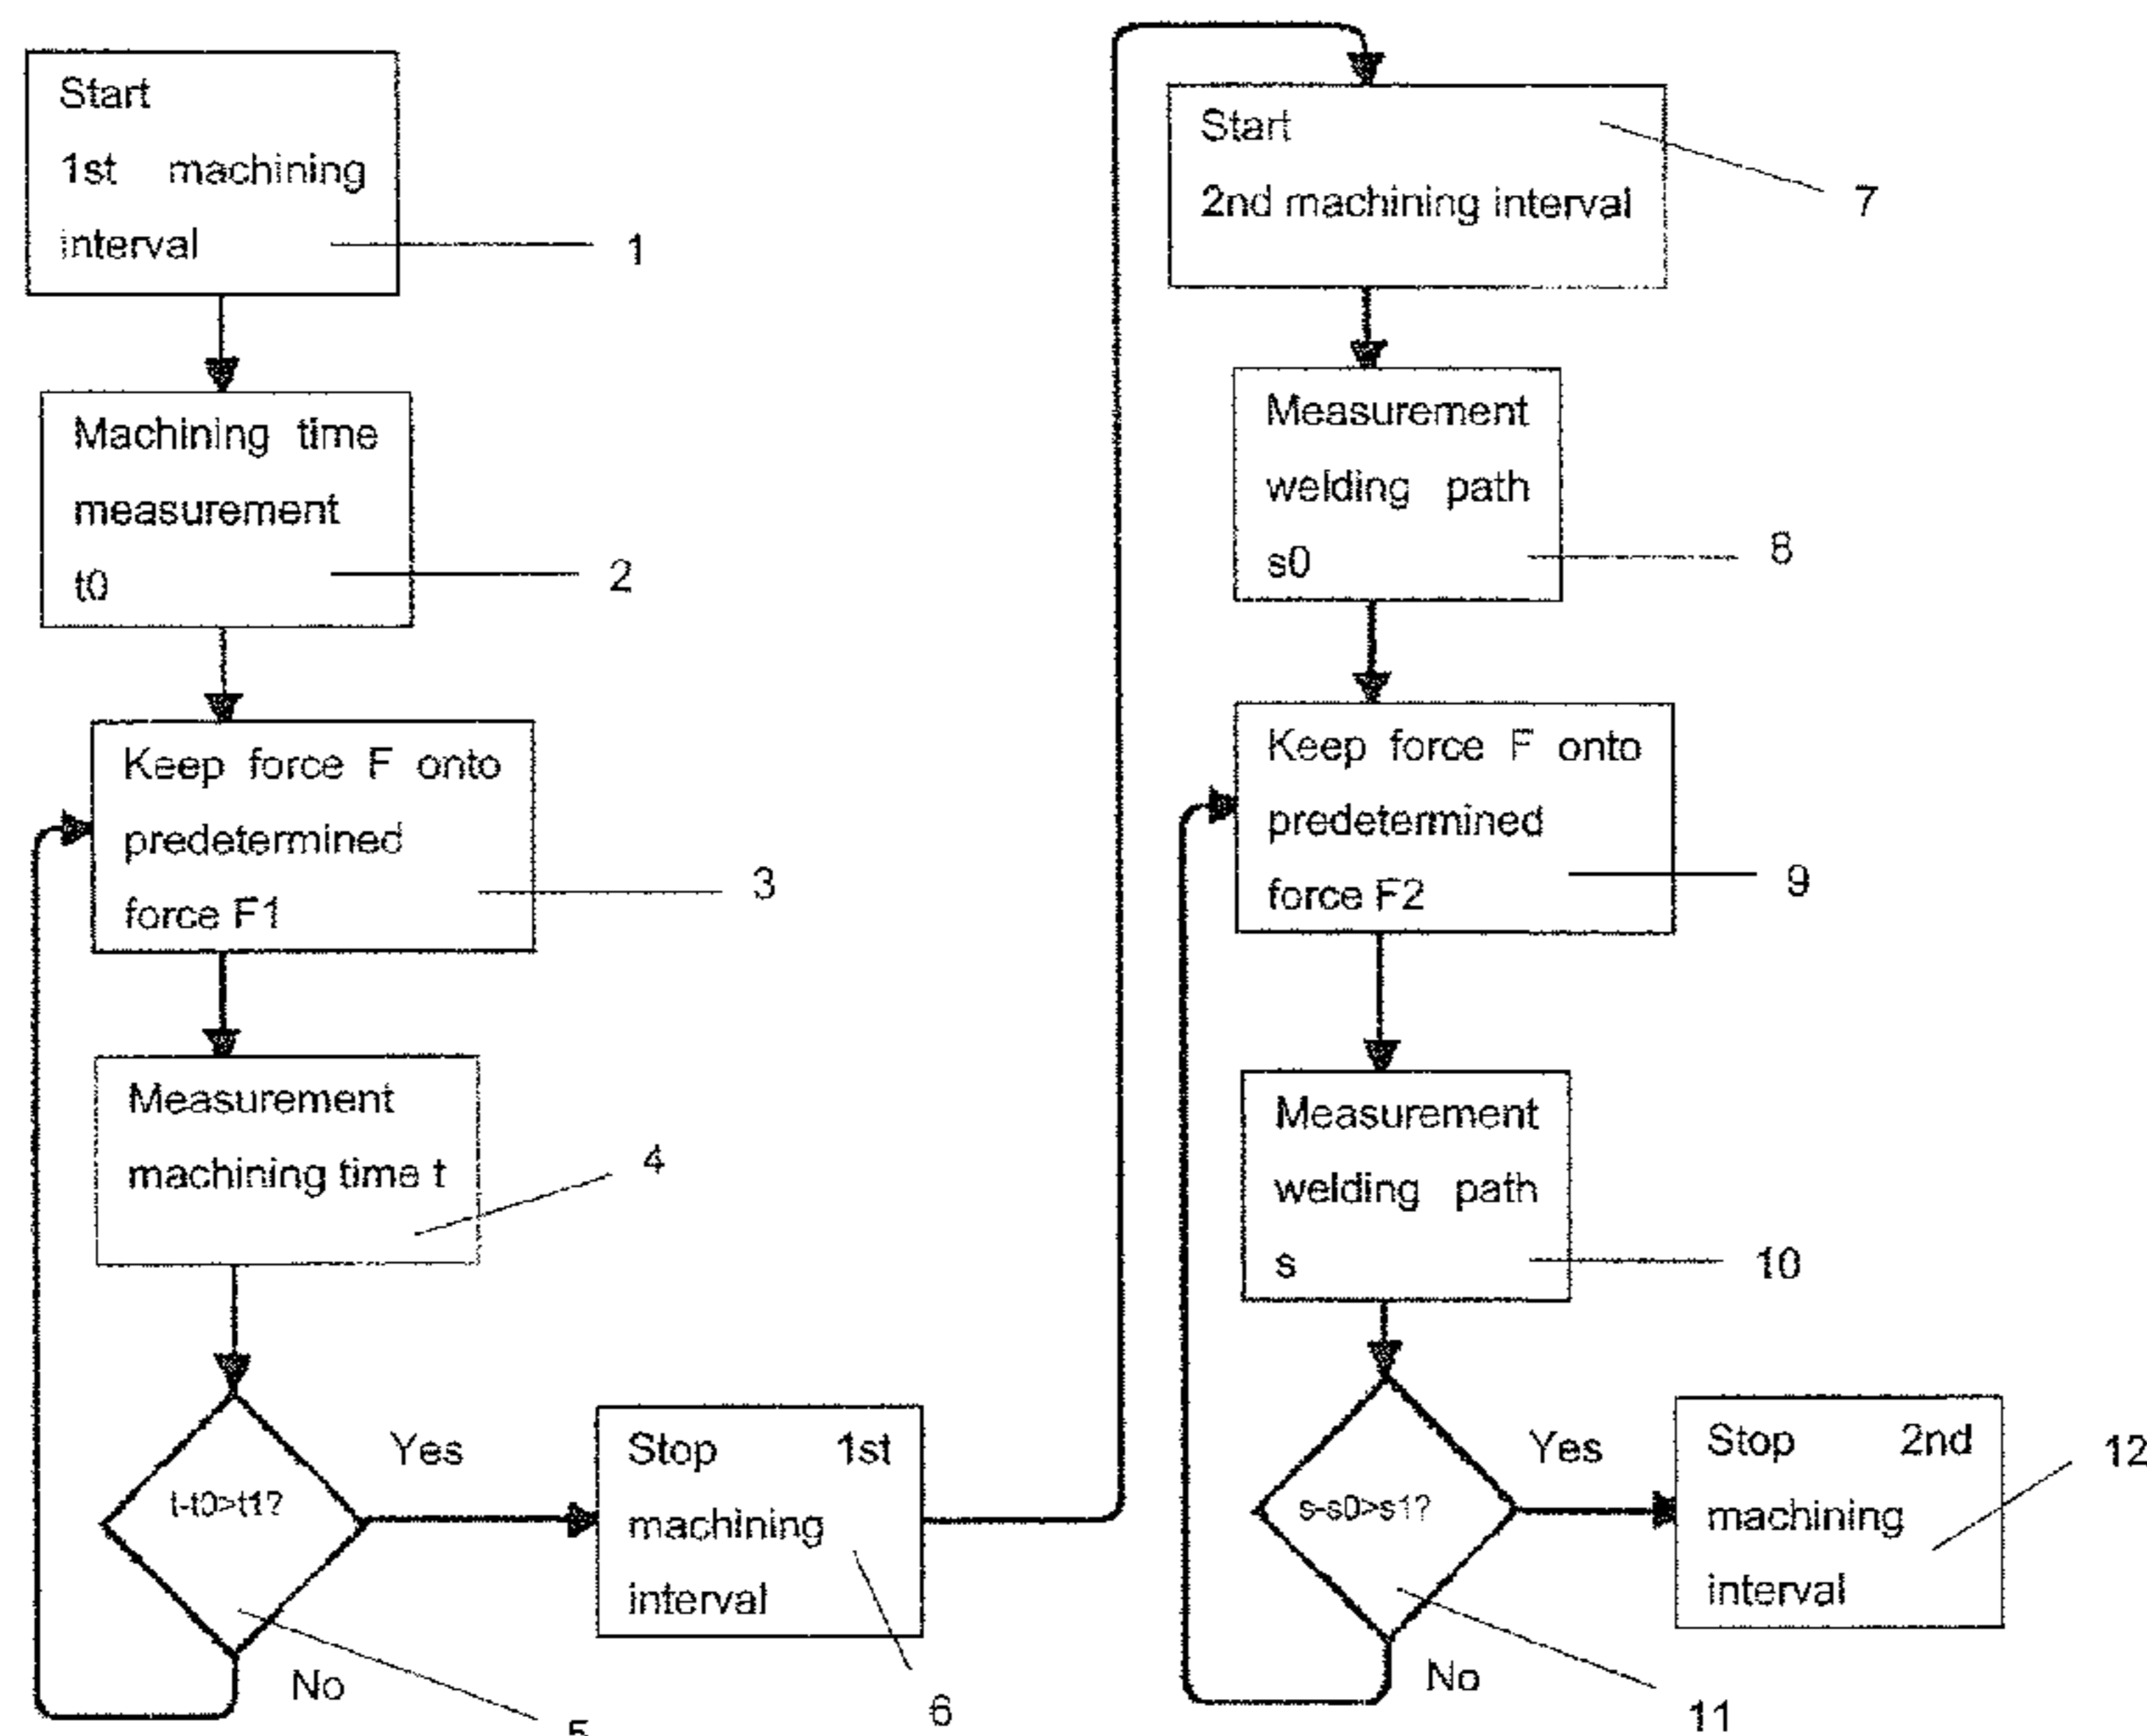 Start
1st machining
interval
1
Machining time
measurement
t0
2
Keep force F onto
predetermined
force F1
3
Measurement
machining time t
4
t-t0>t1?
Yes
No
5
Stop 1st
machining
interval
6
Start
2nd machining interval
7
Measurement
welding path
s0
8
Keep force F onto
predetermined
force F2
9
Measurement
welding path
s
10
s-s0>s1?
Yes
No
11
Stop 2nd
machining
interval
12